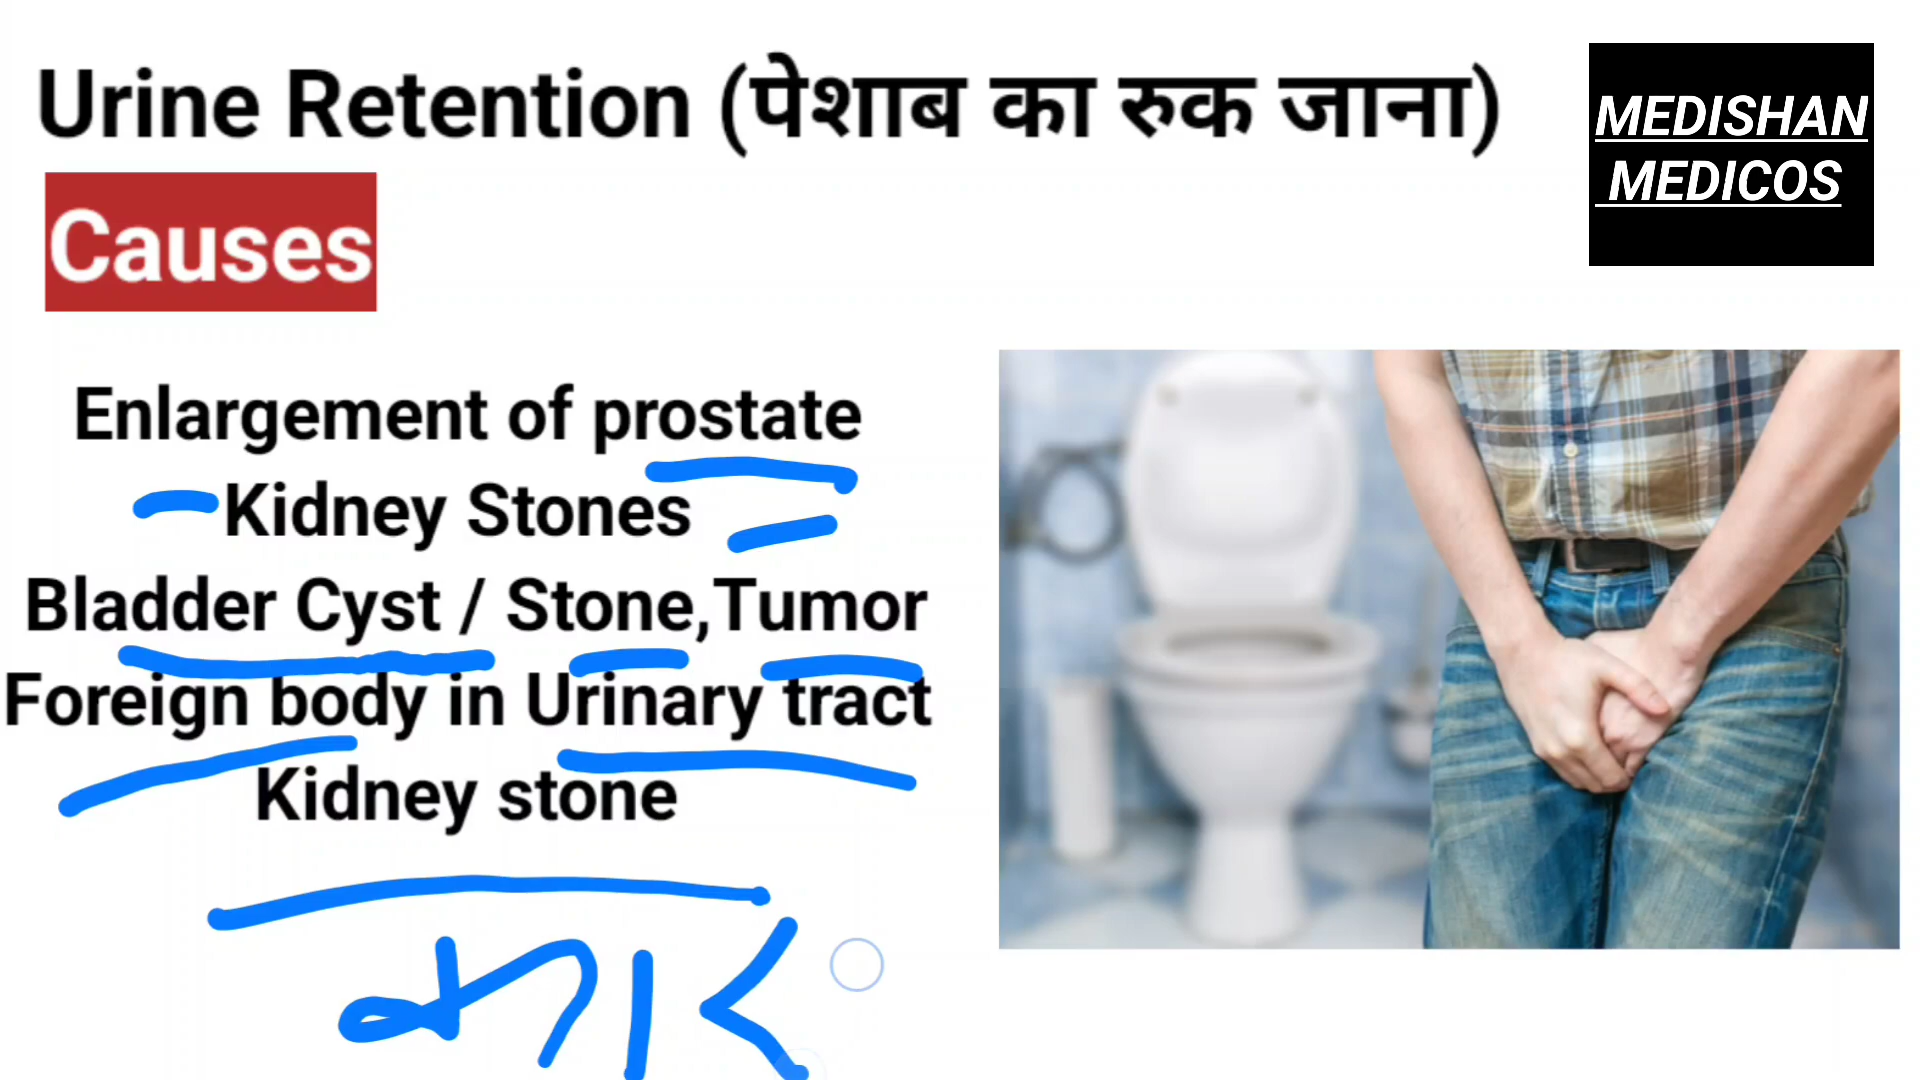 Urine Retention (पेशाब का रुक जाना)
MEDISHAN
MEDICOS
Causes
Enlargement of prostate
Kidney Stones
Bladder Cyst / Stone,Tumor
Foreign body in Urinary tract
Kidney stone